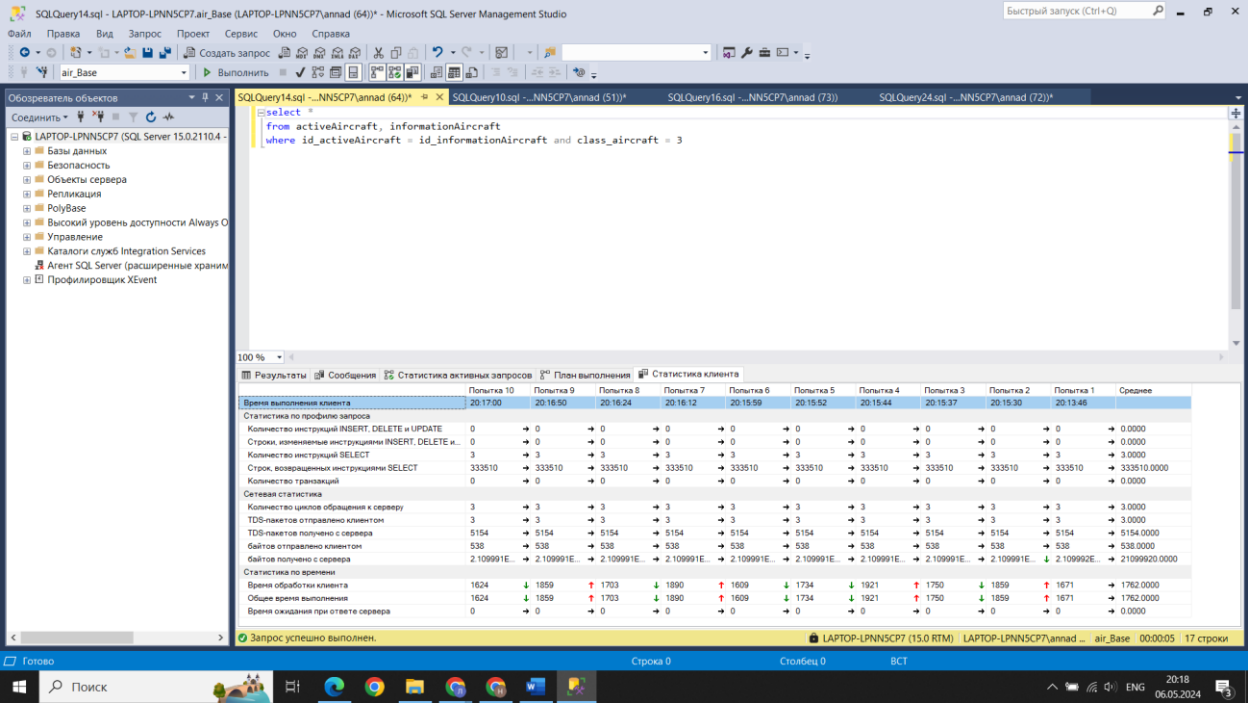 SQLQuery14.sql - LAPTOP-LPNN5CP7.air_Base (LAPTOP-LPNN5CP7\annad (64))* - Microsoft SQL Server Management Studio
Быстрый запуск (Ctrl+Q)
Файл Правка Вид Запрос Проект Сервис Окно Справка
Создать запрос
air_Base Выполнить
Обозреватель объектов
SQLQuery14.sql -...NN5CP7\annad (64))* SQLQuery10.sql -...NN5CP7\annad (51))* SQLQuery16.sql -...NN5CP7\annad (73)) SQLQuery24.sql -...NN5CP7\annad (72))*
Соединить
LAPTOP-LPNN5CP7 (SQL Server 15.0.2110.4 -
Базы данных
Безопасность
Объекты сервера
Репликация
PolyBase
Высокий уровень доступности Always O
Управление
Каталоги служб Integration Services
Агент SQL Server (расширенные храним
Профилировщик XEvent
select *
from activeAircraft, informationAircraft
where id_activeAircraft = id_informationAircraft and class_aircraft = 3
100 %
Результаты Сообщения Статистика активных запросов План выполнения Статистика клиента
Попытка 10 Попытка 9 Попытка 8 Попытка 7 Попытка 6 Попытка 5 Попытка 4 Попытка 3 Попытка 2 Попытка 1 Среднее
Время выполнения клиента 20:17:00 20:16:50 20:16:24 20:16:12 20:15:59 20:15:52 20:15:44 20:15:37 20:15:30 20:13:46
Статистика по профилю запроса
Количество инструкций INSERT, DELETE и UPDATE 0 → 0 → 0 → 0 → 0 → 0 → 0 → 0 → 0 → 0 → 0.0000
Строки, изменяемые инструкциями INSERT, DELETE и... 0 → 0 → 0 → 0 → 0 → 0 → 0 → 0 → 0 → 0 → 0.0000
Количество инструкций SELECT 3 → 3 → 3 → 3 → 3 → 3 → 3 → 3 → 3 → 3 → 3.0000
Строк, возвращенных инструкциями SELECT 333510 → 333510 → 333510 → 333510 → 333510 → 333510 → 333510 → 333510 → 333510 → 333510 → 333510.0000
Количество транзакций 0 → 0 → 0 → 0 → 0 → 0 → 0 → 0 → 0 → 0 → 0.0000
Сетевая статистика
Количество циклов обращения к серверу 3 → 3 → 3 → 3 → 3 → 3 → 3 → 3 → 3 → 3 → 3.0000
TDS-пакетов отправлено клиентом 3 → 3 → 3 → 3 → 3 → 3 → 3 → 3 → 3 → 3 → 3.0000
TDS-пакетов получено с сервера 5154 → 5154 → 5154 → 5154 → 5154 → 5154 → 5154 → 5154 → 5154 → 5154 → 5154.0000
байтов отправлено клиентом 538 → 538 → 538 → 538 → 538 → 538 → 538 → 538 → 538 → 538 → 538.0000
байтов получено с сервера 2.109991E... → 2.109991E... → 2.109991E... → 2.109991E... → 2.109991E... → 2.109991E... → 2.109991E... → 2.109991E... → 2.109991E... ↓ 2.109992E... → 21099920.0000
Статистика по времени
Время обработки клиента 1624 ↓ 1859 ↑ 1703 ↓ 1890 ↑ 1609 ↓ 1734 ↓ 1921 ↑ 1750 ↓ 1859 ↑ 1671 → 1762.0000
Общее время выполнения 1624 ↓ 1859 ↑ 1703 ↓ 1890 ↑ 1609 ↓ 1734 ↓ 1921 ↑ 1750 ↓ 1859 ↑ 1671 → 1762.0000
Время ожидания при ответе сервера 0 → 0 → 0 → 0 → 0 → 0 → 0 → 0 → 0 → 0 → 0.0000
Запрос успешно выполнен. LAPTOP-LPNN5CP7 (15.0 RTM) LAPTOP-LPNN5CP7\annad ... air_Base 00:00:05 17 строки
Готово Строка 0 Столбец 0 ВСТ
Поиск
ENG
20:18
06.05.2024
3